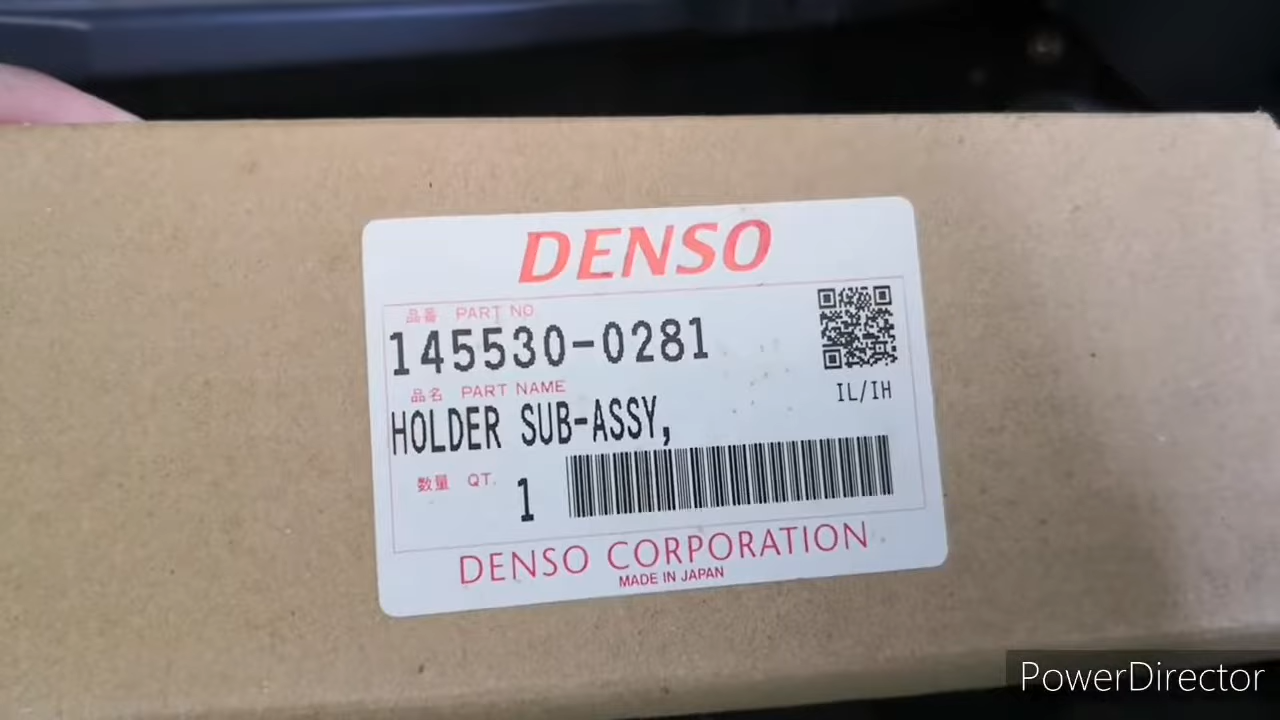 DENSO
品番 PART NO
145530-0281
品名 PART NAME
HOLDER SUB-ASSY,
IL/IH
数量 QT.
1
DENSO CORPORATION
MADE IN JAPAN
PowerDirector